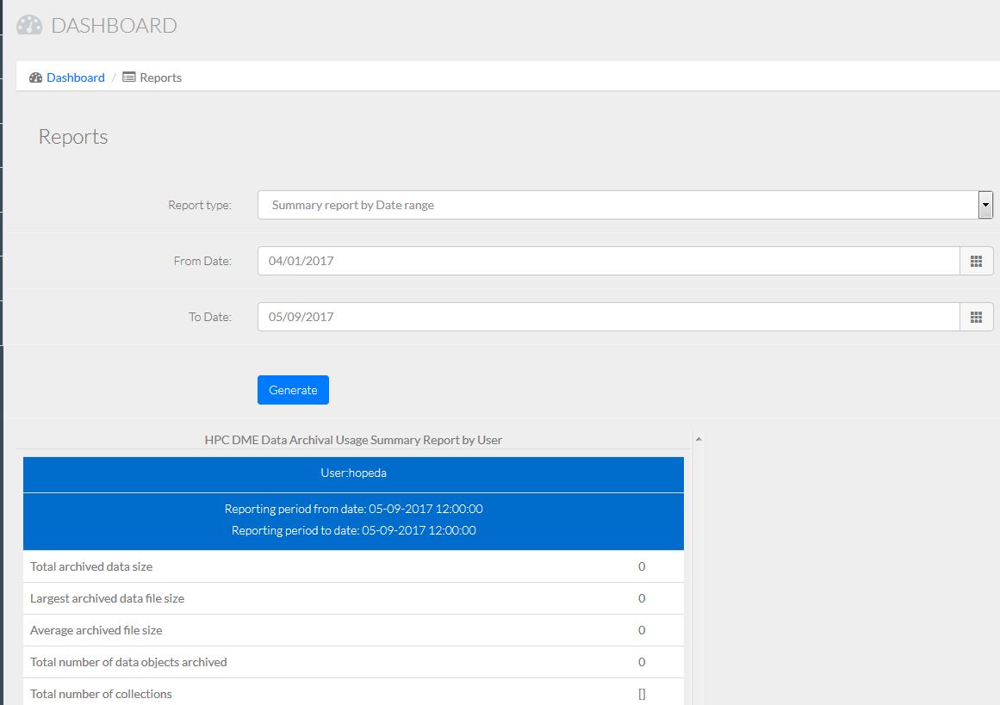 DASHBOARD
Dashboard / Reports
Reports
Report type: Summary report by Date range
From Date: 04/01/2017
To Date: 05/09/2017
Generate
HPC DME Data Archival Usage Summary Report by User
User:hopeda
Reporting period from date: 05-09-2017 12:00:00
Reporting period to date: 05-09-2017 12:00:00
Total archived data size 0
Largest archived data file size 0
Average archived file size 0
Total number of data objects archived 0
Total number of collections []